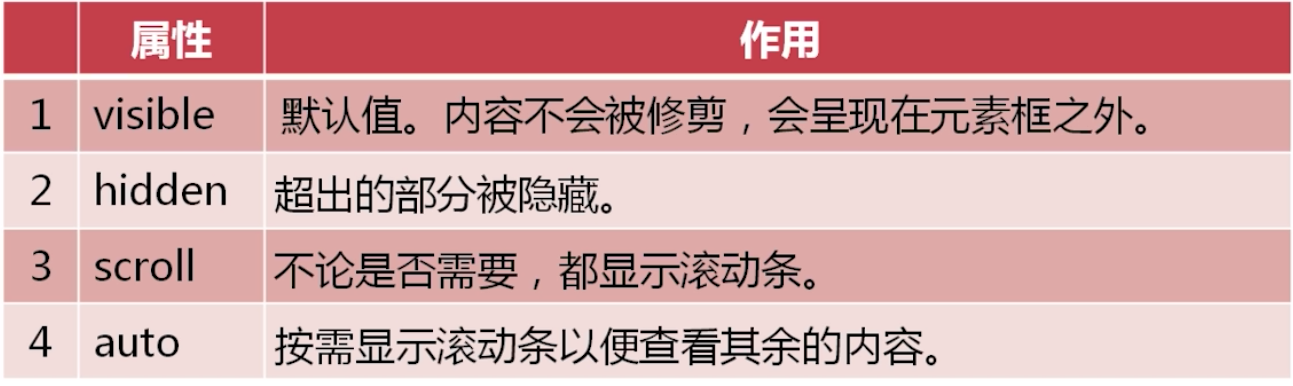 属性 作用
1 visible 默认值。内容不会被修剪，会呈现在元素框之外。
2 hidden 超出的部分被隐藏。
3 scroll 不论是否需要，都显示滚动条。
4 auto 按需显示滚动条以便查看其余的内容。